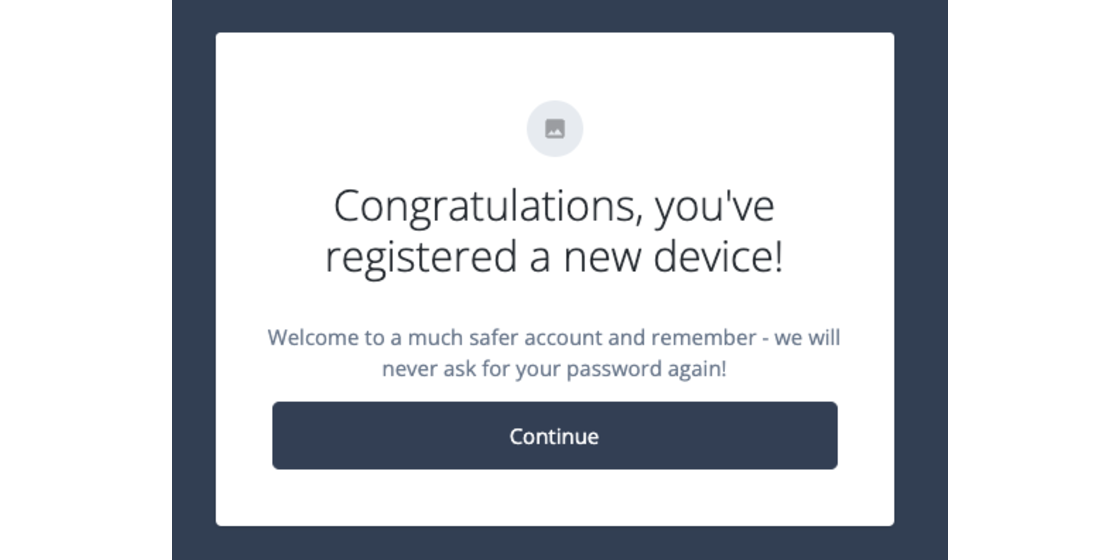 Congratulations, you've
registered a new device!
Welcome to a much safer account and remember - we will
never ask for your password again!
Continue